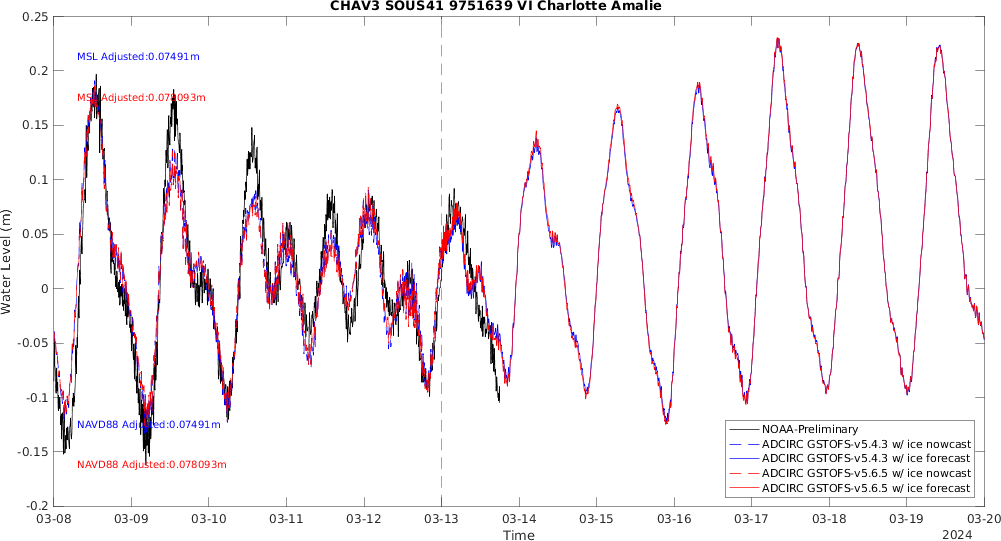 CHAV3 SOUS41 9751639 VI Charlotte Amalie
0.25
0.2
0.15
0.1
0.05
0
-0.05
-0.1
-0.15
-0.2
Water Level (m)
MSL Adjusted:0.07491m
MSL Adjusted:0.078093m
NAVD88 Adjusted:0.07491m
NAVD88 Adjusted:0.078093m
NOAA-Preliminary
ADCIRC GSTOFS-v5.4.3 w/ ice nowcast
ADCIRC GSTOFS-v5.4.3 w/ ice forecast
ADCIRC GSTOFS-v5.6.5 w/ ice nowcast
ADCIRC GSTOFS-v5.6.5 w/ ice forecast
03-08 03-09 03-10 03-11 03-12 03-13 03-14 03-15 03-16 03-17 03-18 03-19 03-20
Time
2024